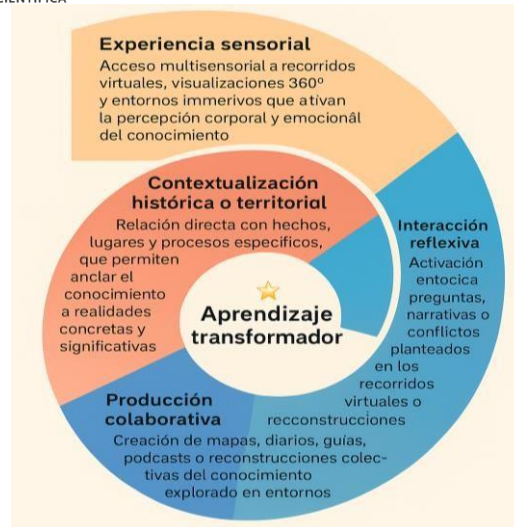 CIENTÍFICA
Experiencia sensorial
Acceso multisensorial a recorridos
virtuales, visualizaciones 360º
y entornos immerivos que atívan
la percepción corporal y emocionâl
del conocimiento
Contextualización
histórica o territorial
Relación directa con hechos,
lugares y procesos específicos,
que permiten
anclar el
conocimiento
a realidades
concretas y
significativas
Interacción
reflexiva
Activación
entocica
preguntas,
narrativas o
conflictos
planteados
en los
recorridos
virtuales o
recconstrucciones
Aprendizaje
transformador
Producción
colaborativa
Creación de mapas, diarios, guías,
podcasts o reconstrucciones colec-
tivas del conocimiento
explorado en entornos